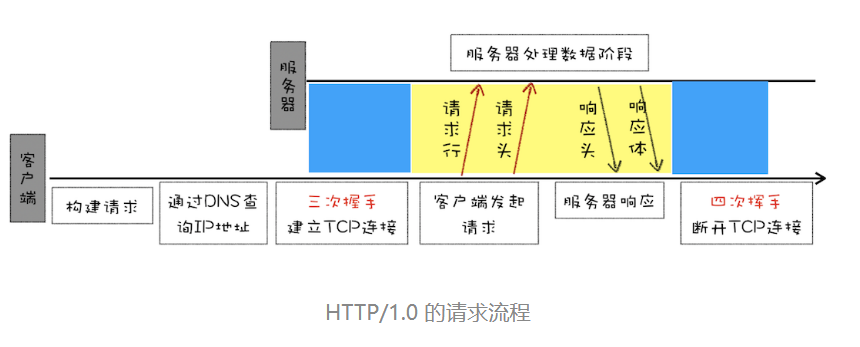 服务器处理数据阶段
服务器
请求行
请求头
响应头
响应体
客户端
构建请求
通过DNS查
询IP地址
三次握手
建立TCP连接
客户端发起
请求
服务器响应
四次挥手
断开TCP连接
HTTP/1.0 的请求流程